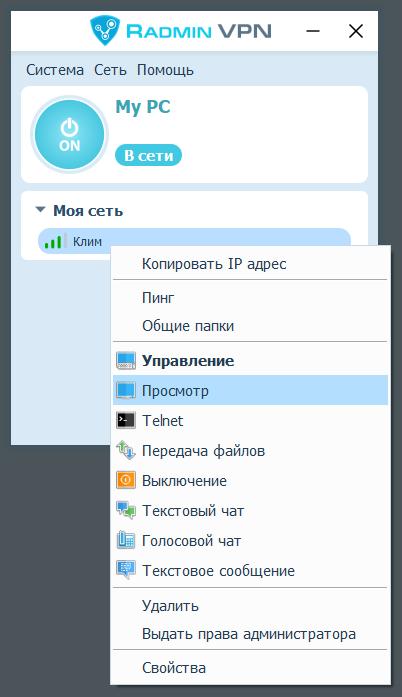 Radmin VPN
Система Сеть Помощь
My PC
ON
В сети
Моя сеть
Клим
Копировать IP адрес
Пинг
Общие папки
Управление
Просмотр
Telnet
Передача файлов
Выключение
Текстовый чат
Голосовой чат
Текстовое сообщение
Удалить
Выдать права администратора
Свойства